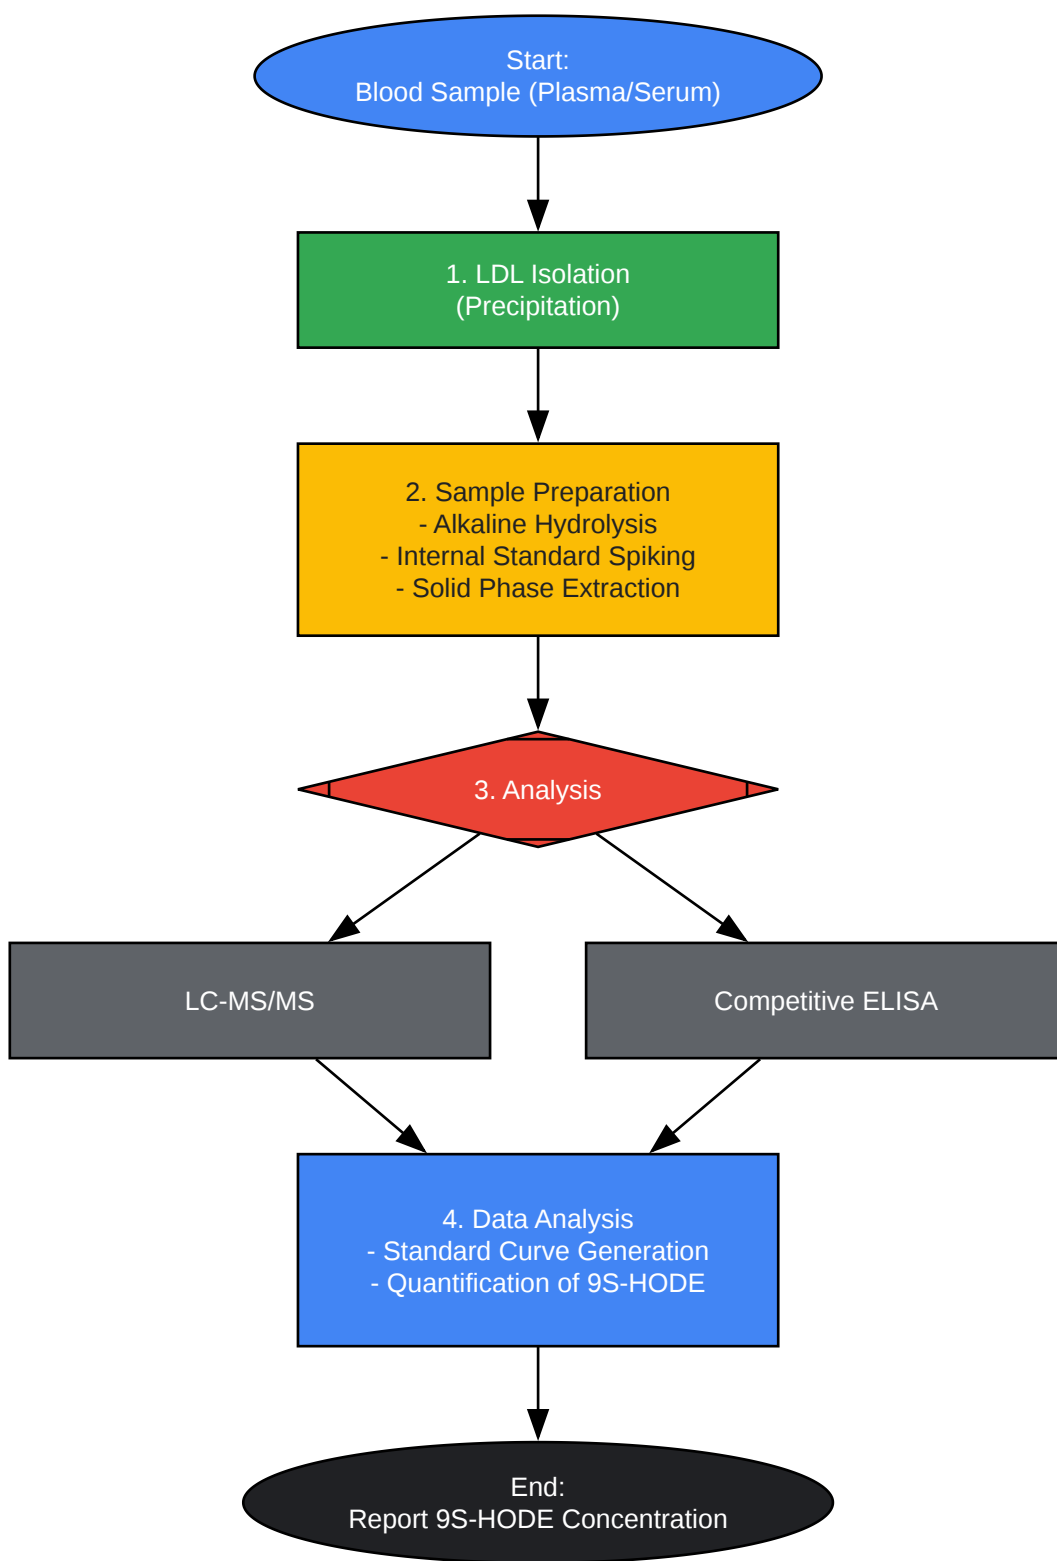 Start:
Blood Sample (Plasma/Serum)
1. LDL Isolation
(Precipitation)
2. Sample Preparation
- Alkaline Hydrolysis
- Internal Standard Spiking
- Solid Phase Extraction
3. Analysis
LC-MS/MS
Competitive ELISA
4. Data Analysis
- Standard Curve Generation
- Quantification of 9S-HODE
End:
Report 9S-HODE Concentration